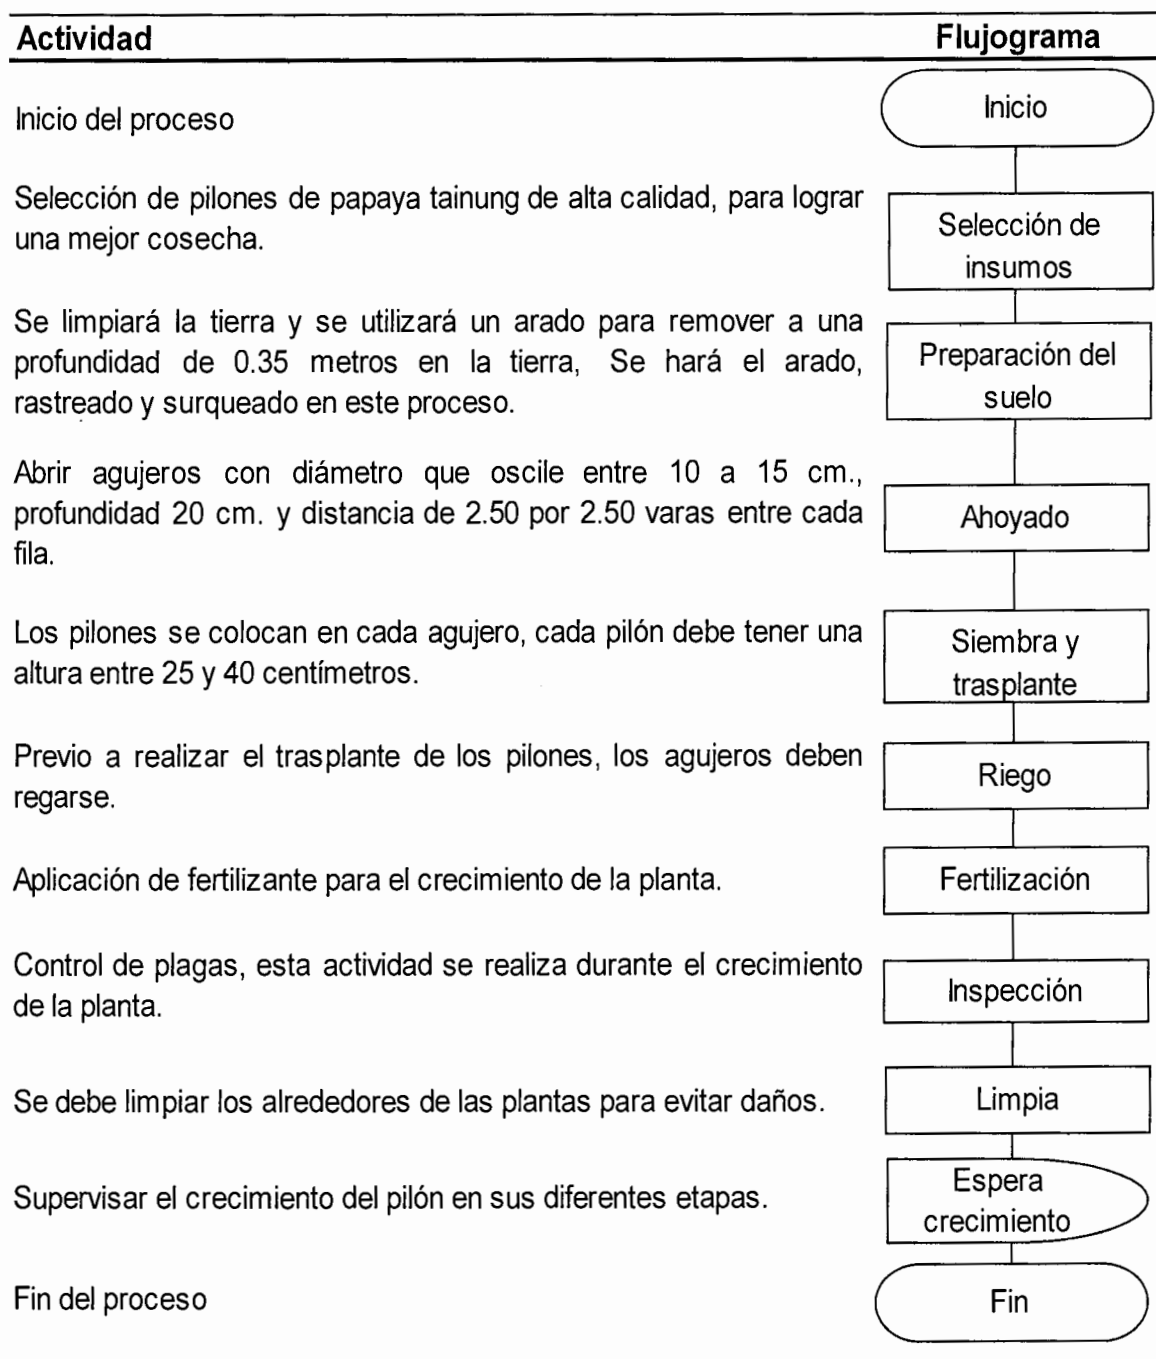 Actividad Flujograma
Inicio del proceso
Inicio
Selección de pilones de papaya tainung de alta calidad, para lograr
una mejor cosecha.
Selección de
insumos
Se limpiará la tierra y se utilizará un arado para remover a una
profundidad de 0.35 metros en la tierra, Se hará el arado,
rastreado y surqueado en este proceso.
Preparación del
suelo
Abrir agujeros con diámetro que oscile entre 10 a 15 cm.,
profundidad 20 cm. y distancia de 2.50 por 2.50 varas entre cada
fila.
Ahoyado
Los pilones se colocan en cada agujero, cada pilón debe tener una
altura entre 25 y 40 centímetros.
Siembra y
trasplante
Previo a realizar el trasplante de los pilones, los agujeros deben
regarse.
Riego
Aplicación de fertilizante para el crecimiento de la planta.
Fertilización
Control de plagas, esta actividad se realiza durante el crecimiento
de la planta.
Inspección
Se debe limpiar los alrededores de las plantas para evitar daños.
Limpia
Supervisar el crecimiento del pilón en sus diferentes etapas.
Espera
crecimiento
Fin del proceso
Fin